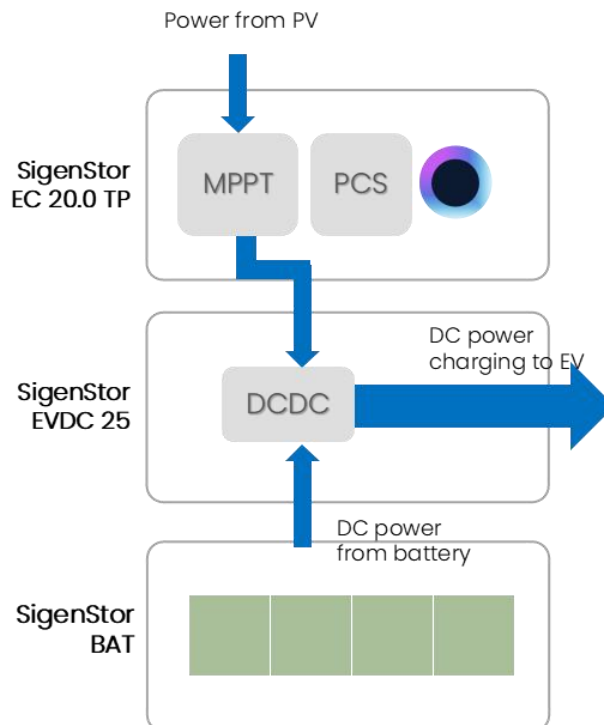 Power from PV
SigenStor
EC 20.0 TP
MPPT
PCS
DC power
charging to EV
SigenStor
EVDC 25
DCDC
DC power
from battery
SigenStor
BAT